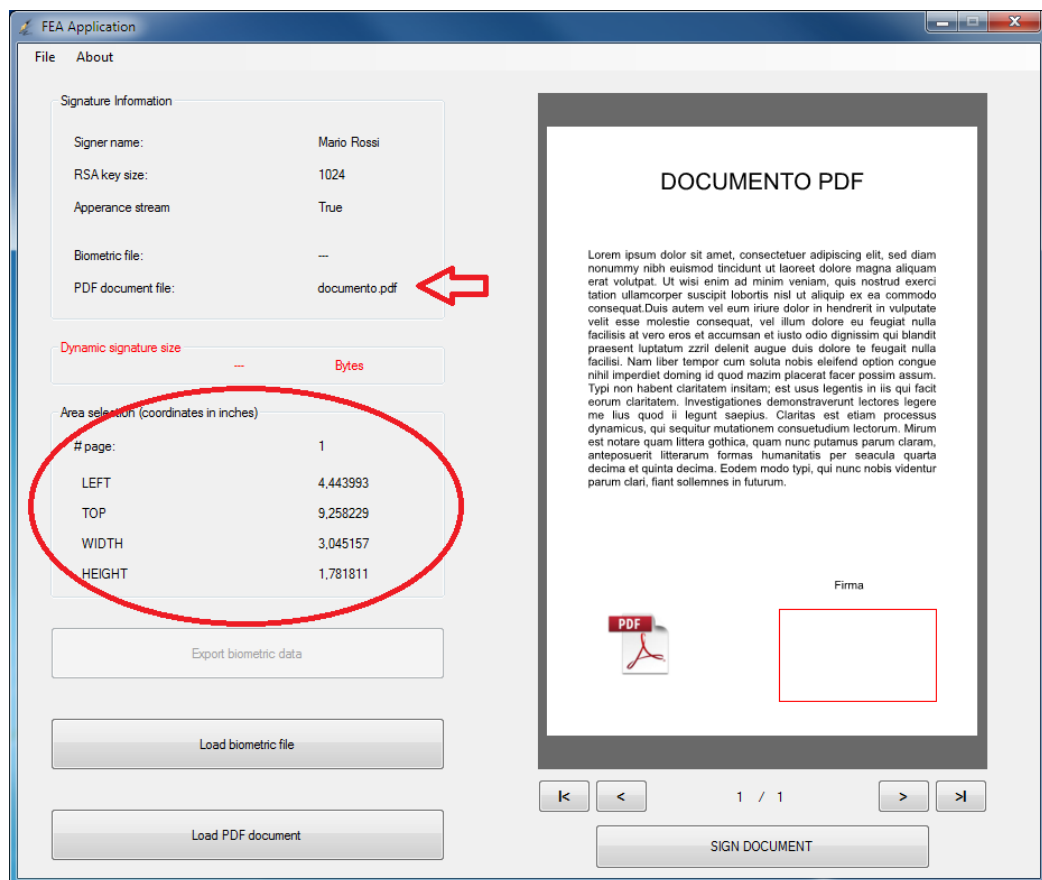 FEA Application
File About
Signature Information
Signer name: Mario Rossi
RSA key size: 1024
Apperance stream True
Biometric file: ---
PDF document file: documento.pdf
Dynamic signature size
--- Bytes
Area selection (coordinates in inches)
# page: 1
LEFT 4,443993
TOP 9,258229
WIDTH 3,045157
HEIGHT 1,781811
Export biometric data
Load biometric file
Load PDF document
DOCUMENTO PDF
Lorem ipsum dolor sit amet, consectetuer adipiscing elit, sed diam
nonummy nibh euismod tincidunt ut laoreet dolore magna aliquam
erat volutpat. Ut wisi enim ad minim veniam, quis nostrud exerci
tation ullamcorper suscipit lobortis nisl ut aliquip ex ea commodo
consequat.Duis autem vel eum iriure dolor in hendrerit in vulputate
velit esse molestie consequat, vel illum dolore eu feugiat nulla
facilisis at vero eros et accumsan et iusto odio dignissim qui blandit
praesent luptatum zzril delenit augue duis dolore te feugait nulla
facilisi. Nam liber tempor cum soluta nobis eleifend option congue
nihil imperdiet doming id quod mazim placerat facer possim assum.
Typi non habent claritatem insitam; est usus legentis in iis qui facit
eorum claritatem. Investigationes demonstraverunt lectores legere
me lius quod ii legunt saepius. Claritas est etiam processus
dynamicus, qui sequitur mutationem consuetudium lectorum. Mirum
est notare quam littera gothica, quam nunc putamus parum claram,
anteposuerit litterarum formas humanitatis per seacula quarta
decima et quinta decima. Eodem modo typi, qui nunc nobis videntur
parum clari, fiant sollemnes in futurum.
Firma
PDF
|< < 1 / 1 > >|
SIGN DOCUMENT